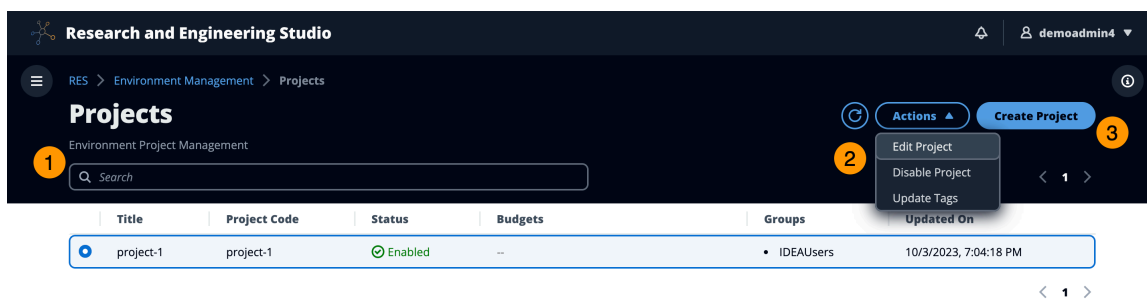 Research and Engineering Studio
demoadmin4
RES > Environment Management > Projects
Projects
Actions
Create Project
3
Environment Project Management
Edit Project
1
2
Search
Disable Project
< 1 >
Update Tags
Title Project Code Status Budgets Groups Updated On
project-1 project-1 Enabled -- • IDEAUsers 10/3/2023, 7:04:18 PM
< 1 >